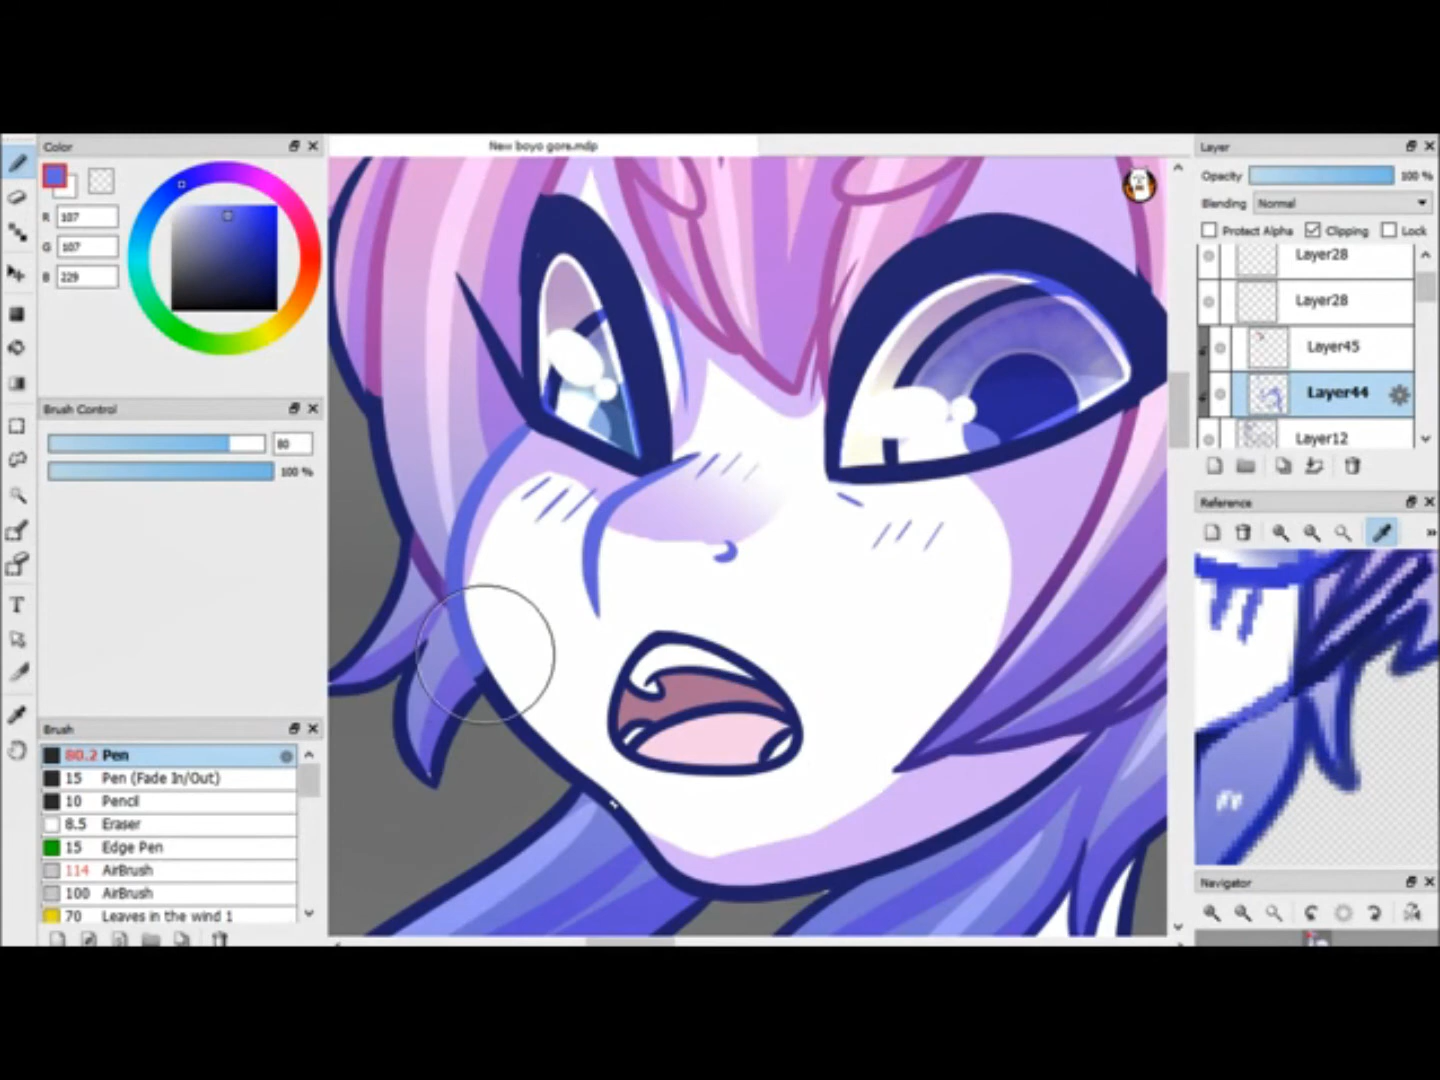 Color
New boyo gore.mdp
Layer
R 107
G 107
B 229
Opacity 100 %
Blending Normal
Protect Alpha Clipping Lock
Layer28
Layer28
Layer45
Layer44
Layer12
Brush Control
80
100 %
Reference
Brush
80.2 Pen
15 Pen (Fade In/Out)
10 Pencil
8.5 Eraser
15 Edge Pen
114 AirBrush
100 AirBrush
70 Leaves in the wind 1
Navigator